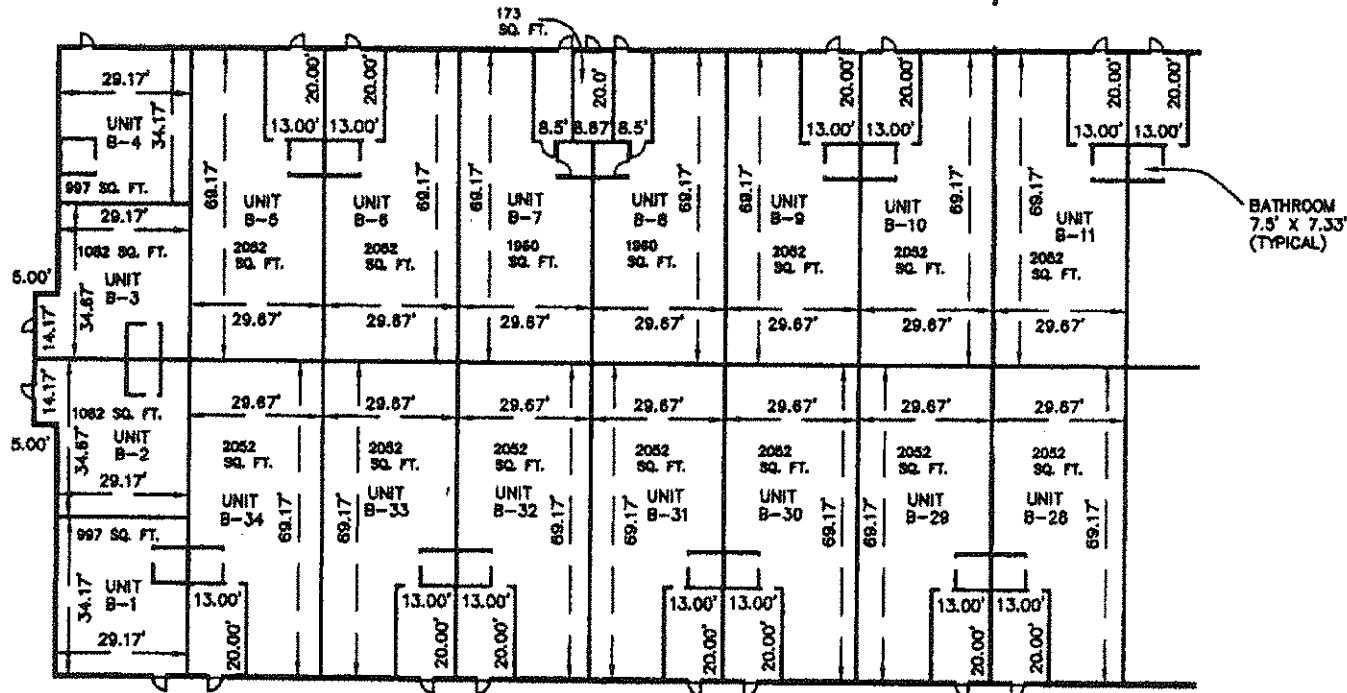 173
SQ. FT.
29.17'
34.17'
UNIT
B-4
997 SQ. FT.
20.00'
20.00'
13.00'
13.00'
20.0'
8.5'
8.67'
8.5'
20.00'
20.00'
13.00'
13.00'
20.00'
20.00'
13.00'
13.00'
BATHROOM
7.5' X 7.33'
(TYPICAL)
69.17'
UNIT
B-5
2052
SQ. FT.
UNIT
B-6
2052
SQ. FT.
69.17'
69.17'
UNIT
B-7
1960
SQ. FT.
UNIT
B-8
1960
SQ. FT.
69.17'
69.17'
UNIT
B-9
2052
SQ. FT.
UNIT
B-10
2052
SQ. FT.
69.17'
69.17'
UNIT
B-11
2052
SQ. FT.
29.17'
1082 SQ. FT.
UNIT
B-3
5.00'
34.67'
14.17'
29.67'
29.67'
29.67'
29.67'
29.67'
29.67'
29.67'
14.17'
1082 SQ. FT.
5.00'
34.67'
UNIT
B-2
29.17'
29.67'
29.67'
29.67'
29.67'
29.67'
29.67'
29.67'
2052
SQ. FT.
UNIT
B-34
69.17'
69.17'
2052
SQ. FT.
UNIT
B-33
2052
SQ. FT.
UNIT
B-32
69.17'
69.17'
2052
SQ. FT.
UNIT
B-31
2052
SQ. FT.
UNIT
B-30
69.17'
69.17'
2052
SQ. FT.
UNIT
B-29
2052
SQ. FT.
UNIT
B-28
69.17'
997 SQ. FT.
UNIT
B-1
34.17'
29.17'
13.00'
20.00'
13.00'
13.00'
20.00'
20.00'
13.00'
13.00'
20.00'
20.00'
13.00'
13.00'
20.00'
20.00'